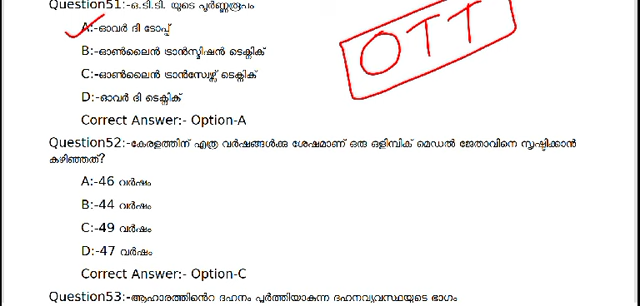 Question51:-ഒ.ടി.ടി. യുടെ പൂർണ്ണരൂപം
A:-ഓവർ ദി ടോപ്പ്
OTT
B:-ഓൺലൈൻ ട്രാൻസ്മിഷൻ ടെക്നിക്
C:-ഓൺലൈൻ ട്രാൻസ്വേഴ്സ് ടെക്നിക്
D:-ഓവർ ദി ടെക്നിക്
Correct Answer:- Option-A
Question52:-കേരളത്തിന് എത്ര വർഷങ്ങൾക്കു ശേഷമാണ് ഒരു ഒളിമ്പിക് മെഡൽ ജേതാവിനെ സൃഷ്ടിക്കാൻ
കഴിഞ്ഞത്?
A:-46 വർഷം
B:-44 വർഷം
C:-49 വർഷം
D:-47 വർഷം
Correct Answer:- Option-C
Question53:-ആഹാരത്തിൻെറ ദഹനം പൂർത്തിയാകുന്ന ദഹനവ്യവസ്ഥയുടെ ഭാഗം